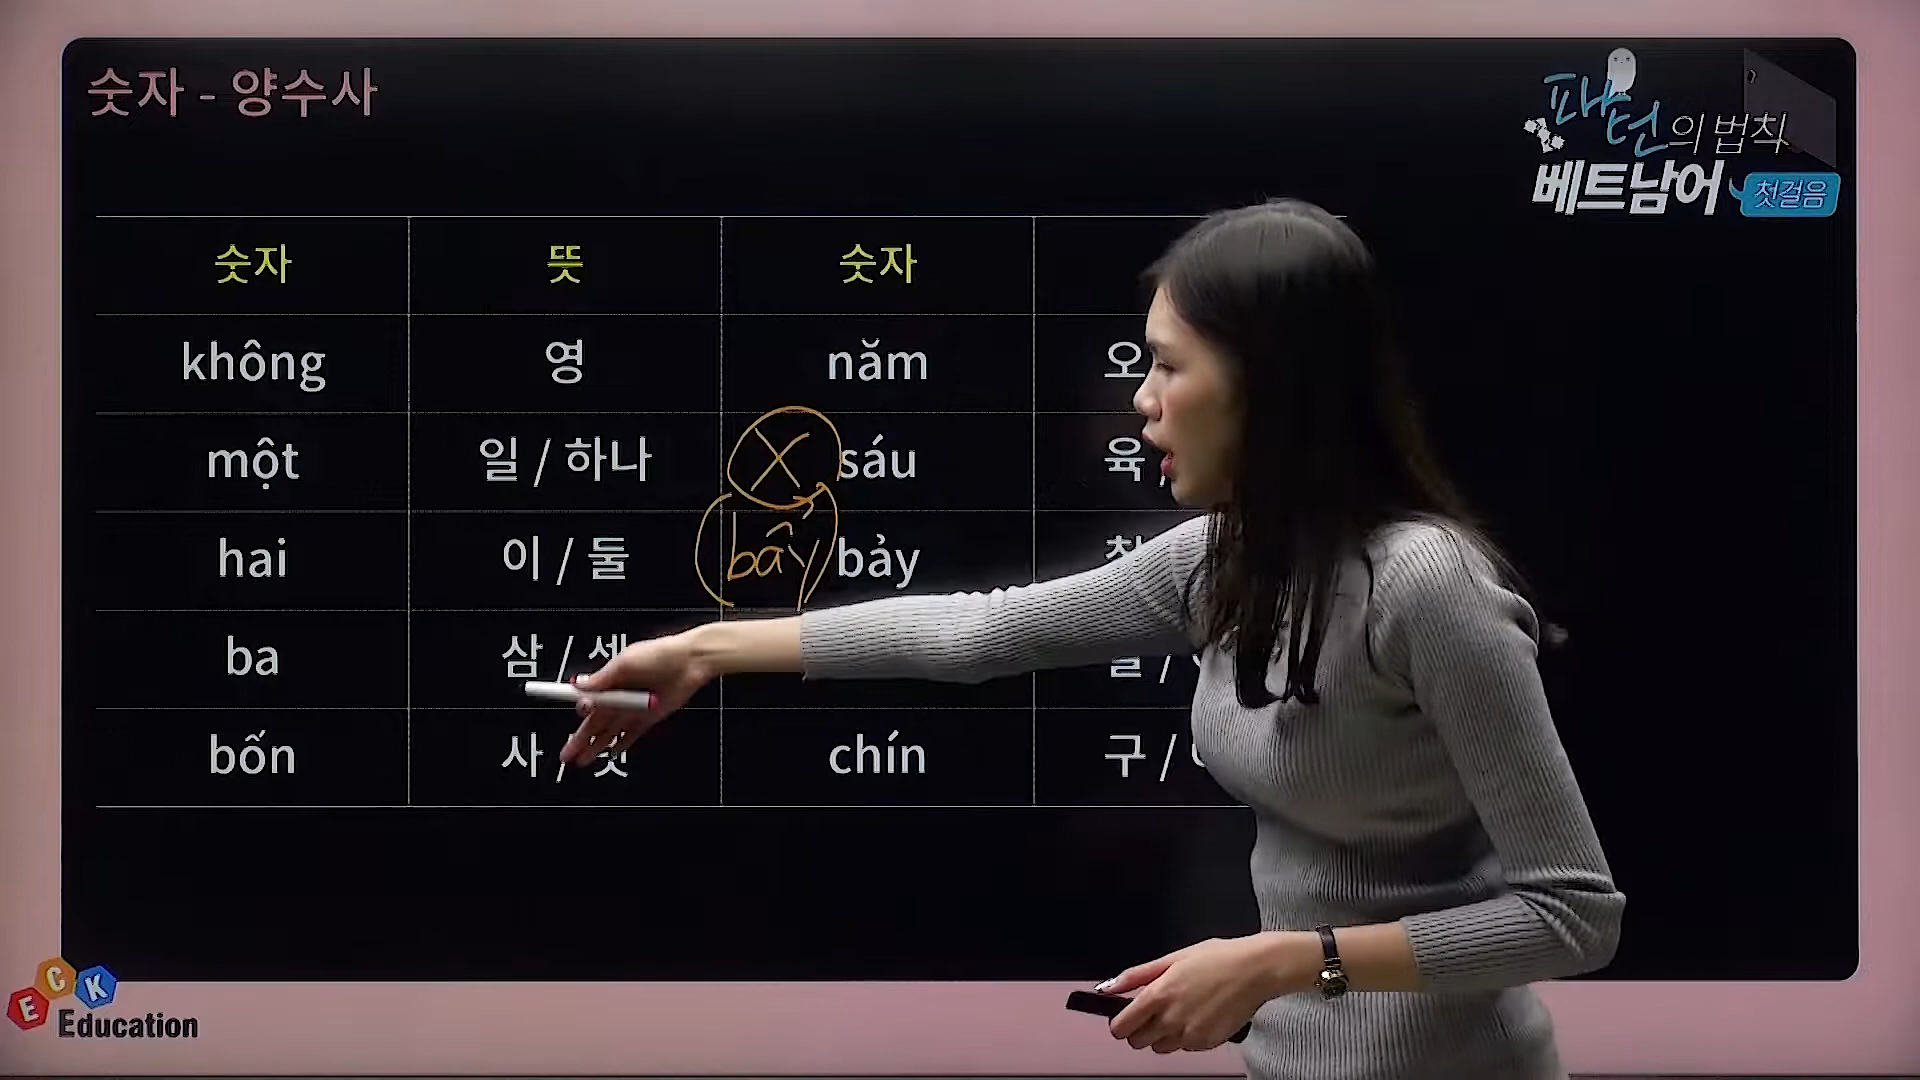 숫자 - 양수사
패턴의 법칙
베트남어 첫걸음
숫자 뜻 숫자
không 영 năm 오
một 일 / 하나 X sáu 육 /
hai 이 / 둘 bẩy bảy
ba 삼 /
bốn 사 / chín 구 /
ECK
Education